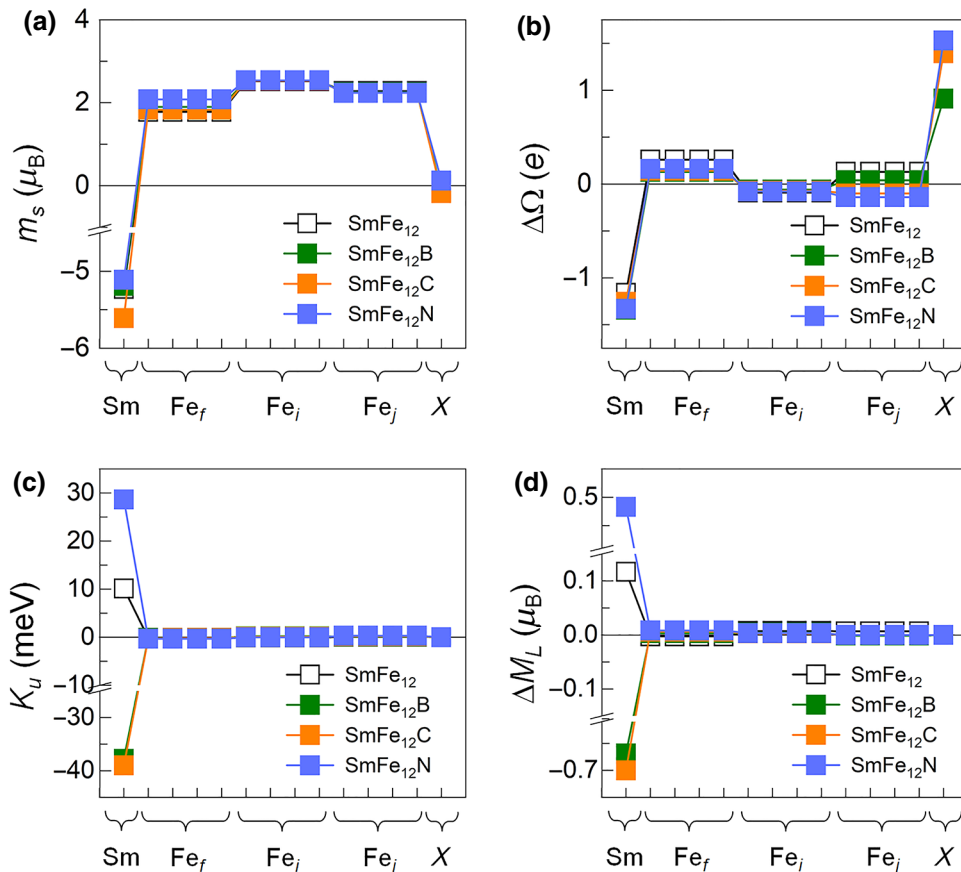 (a)
4
2
0
−5
−6
m_s (μ_B)
SmFe₁₂
SmFe₁₂B
SmFe₁₂C
SmFe₁₂N
Sm Fe_f Fe_i Fe_j X
(b)
1
0
−1
ΔΩ (e)
SmFe₁₂
SmFe₁₂B
SmFe₁₂C
SmFe₁₂N
Sm Fe_f Fe_i Fe_j X
(c)
30
20
10
0
−10
−30
−40
K_u (meV)
SmFe₁₂
SmFe₁₂B
SmFe₁₂C
SmFe₁₂N
Sm Fe_f Fe_i Fe_j X
(d)
0.5
0.1
0.0
−0.1
−0.7
ΔM_L (μ_B)
SmFe₁₂
SmFe₁₂B
SmFe₁₂C
SmFe₁₂N
Sm Fe_f Fe_i Fe_j X